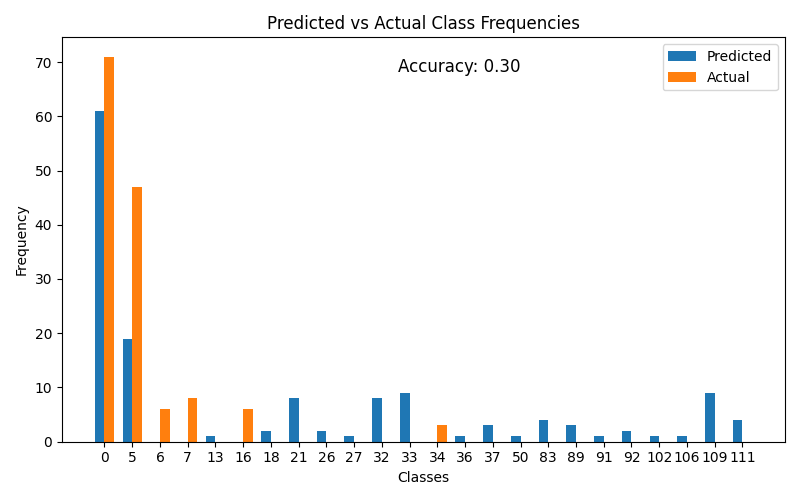 Predicted vs Actual Class Frequencies
Accuracy: 0.30
Predicted
Actual
Frequency
70
60
50
40
30
20
10
0
0 5 6 7 13 16 18 21 26 27 32 33 34 36 37 50 83 89 91 92 102 106 109 111
Classes